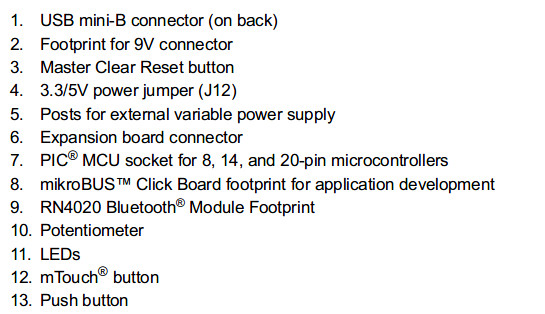 1. USB mini-B connector (on back)
2. Footprint for 9V connector
3. Master Clear Reset button
4. 3.3/5V power jumper (J12)
5. Posts for external variable power supply
6. Expansion board connector
7. PIC® MCU socket for 8, 14, and 20-pin microcontrollers
8. mikroBUS™ Click Board footprint for application development
9. RN4020 Bluetooth® Module Footprint
10. Potentiometer
11. LEDs
12. mTouch® button
13. Push button